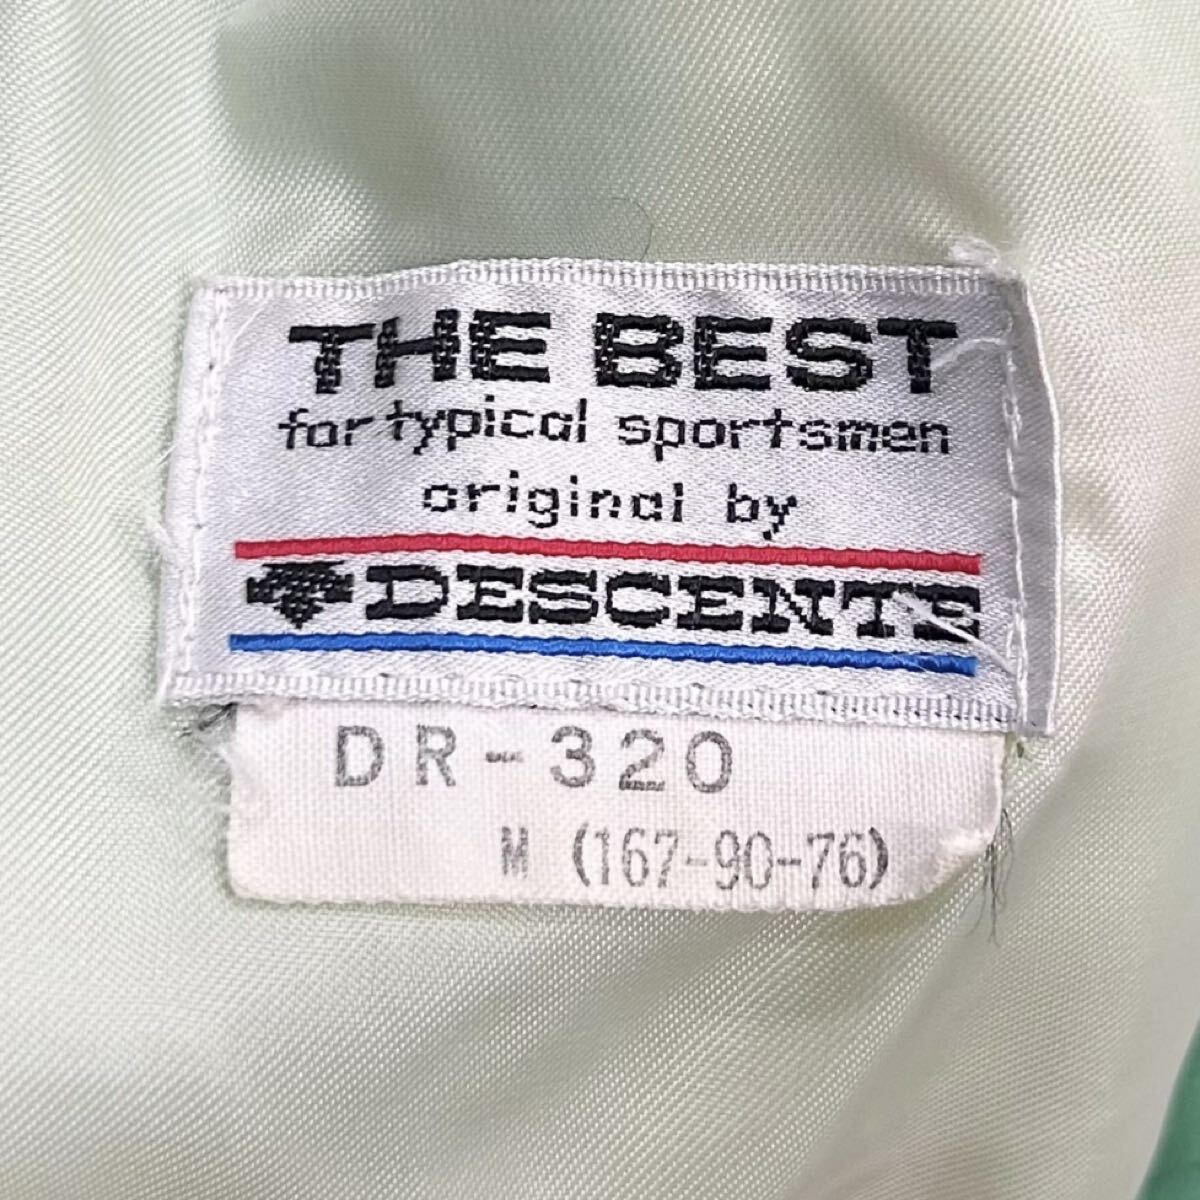 THE BEST
for typical sportsmen
original by
DESCENTE
DR-320
M (167-90-76)